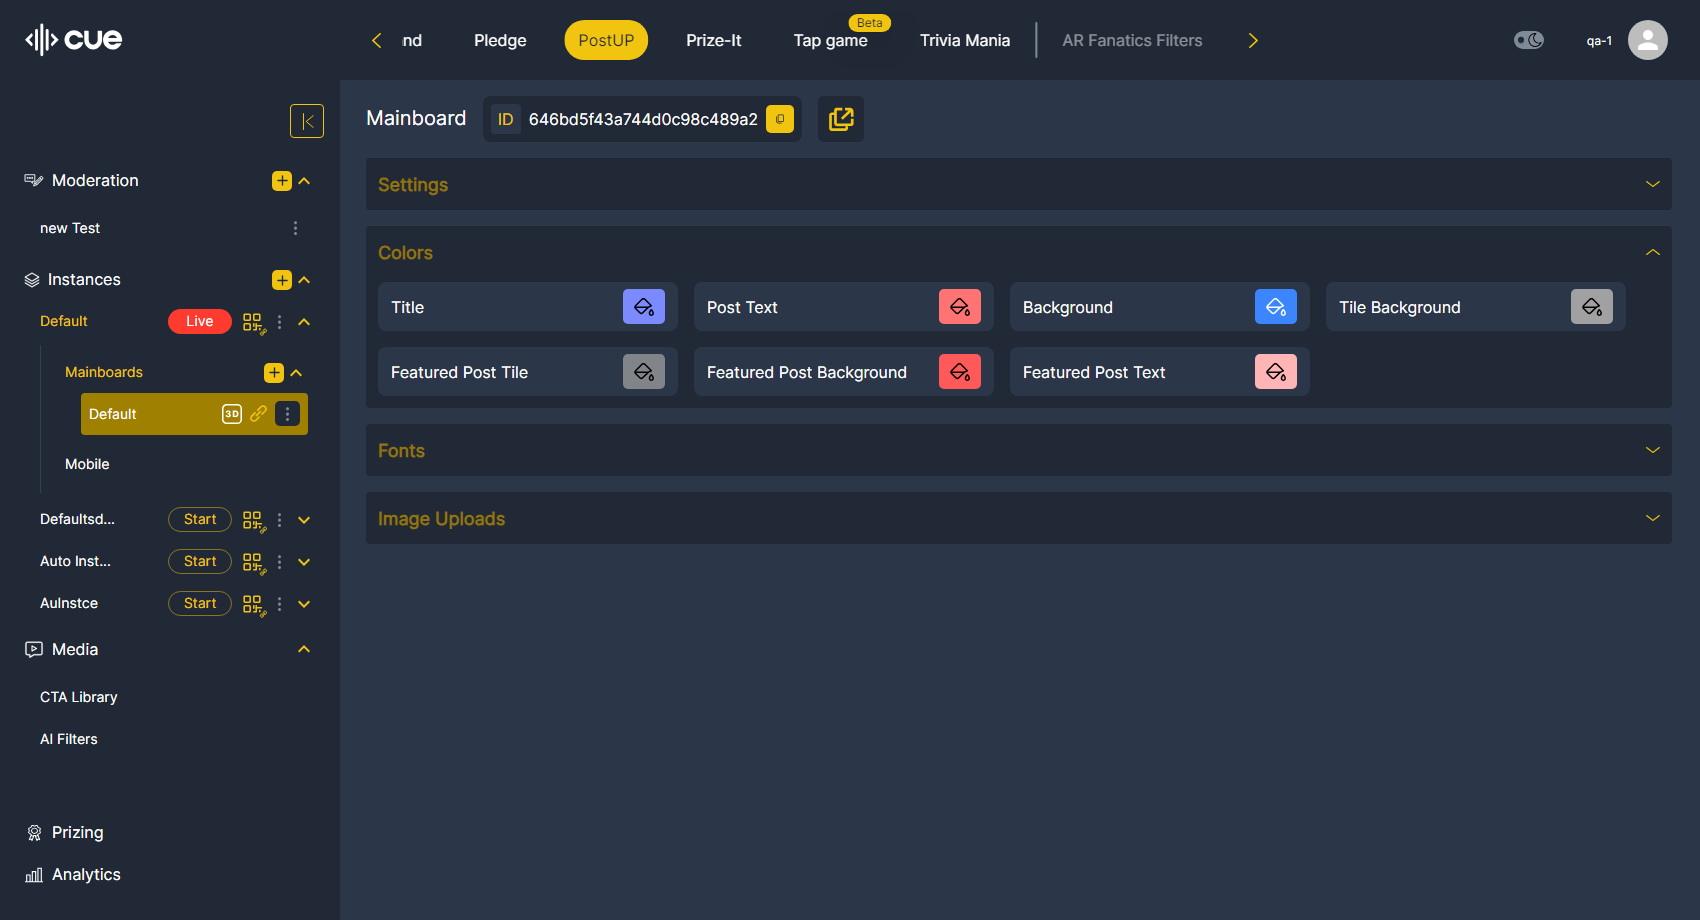 cue
nd
Pledge
PostUP
Prize-It
Beta
Tap game
Trivia Mania
AR Fanatics Filters
qa-1
Moderation
new Test
Instances
Default
Live
Mainboards
Default
3D
Mobile
Defaultsd...
Start
Auto Inst...
Start
AuInstce
Start
Media
CTA Library
AI Filters
Prizing
Analytics
Mainboard
ID 646bd5f43a744d0c98c489a2
Settings
Colors
Title
Post Text
Background
Tile Background
Featured Post Tile
Featured Post Background
Featured Post Text
Fonts
Image Uploads